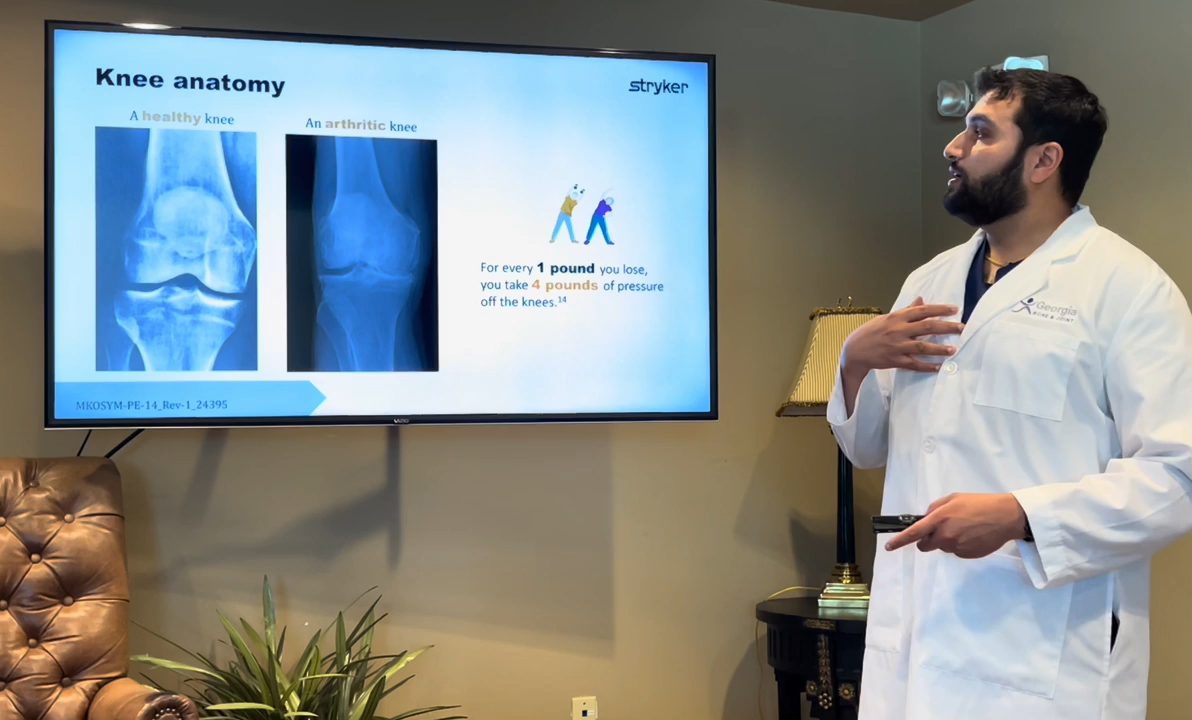 Knee anatomy
stryker
A healthy knee
An arthritic knee
For every 1 pound you lose,
you take 4 pounds of pressure
off the knees.14
MKOSYM-PE-14_Rev-1_24395
VIZIO
Georgia
BONE & JOINT